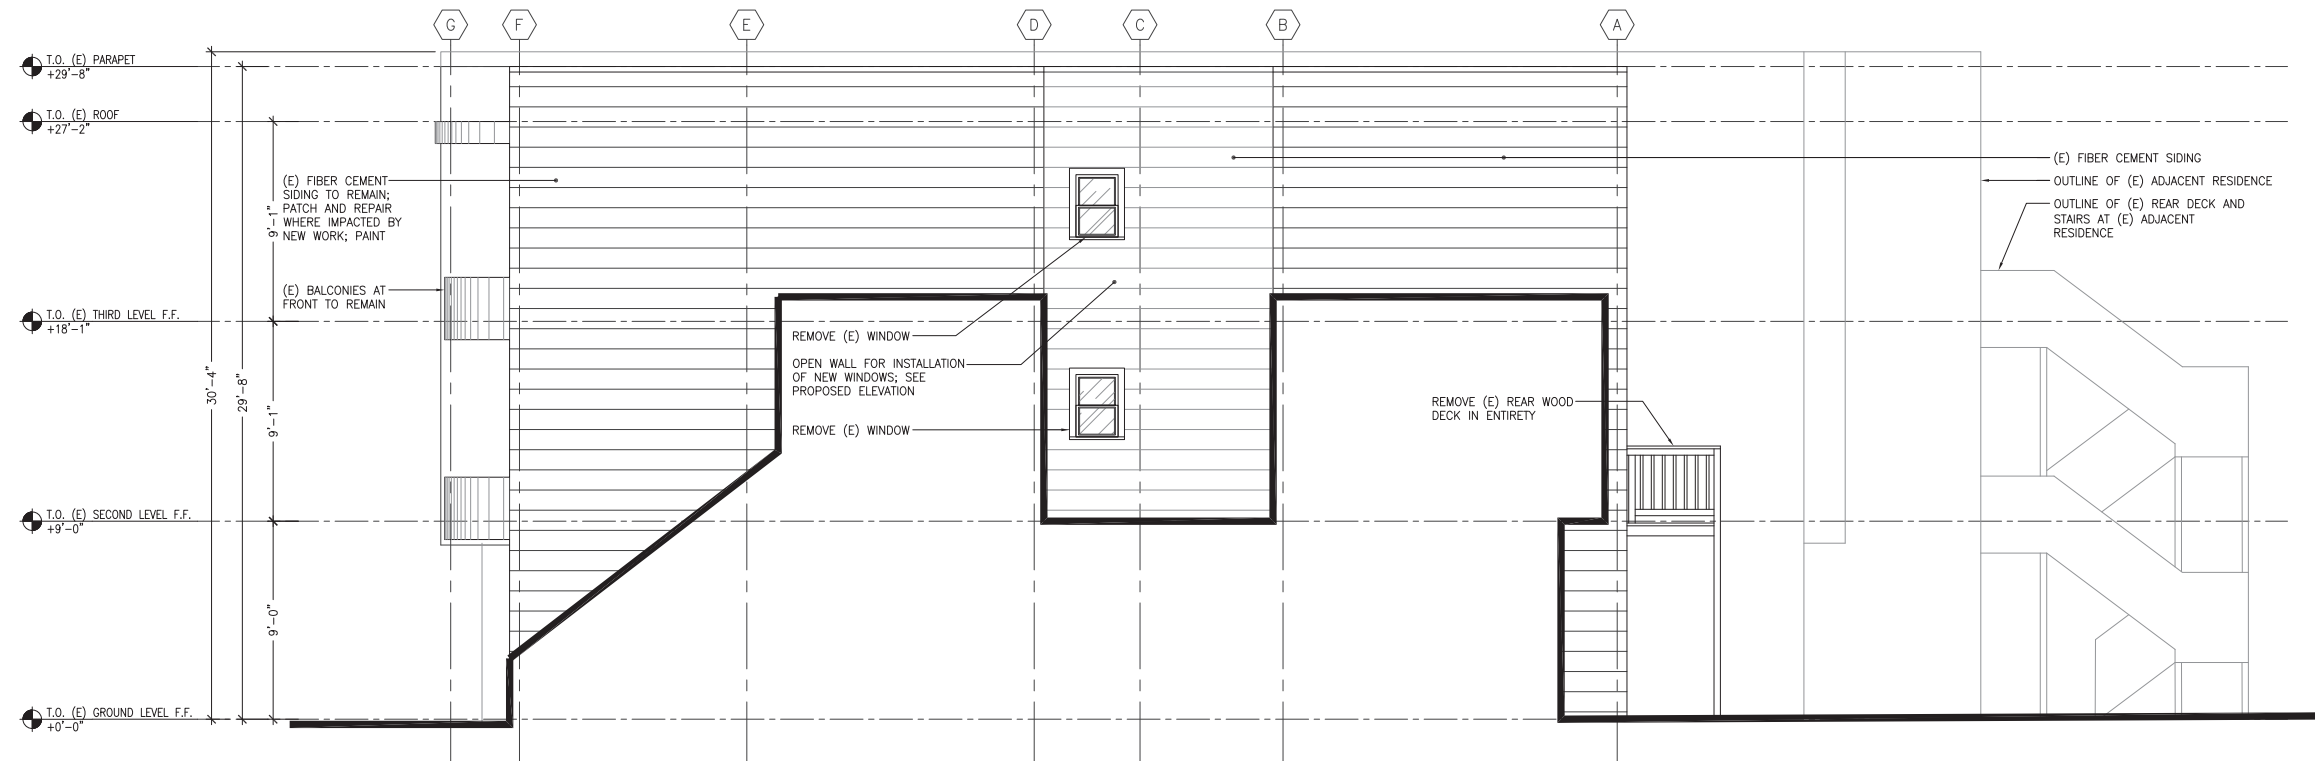 G
F
E
D
C
B
A
T.O. (E) PARAPET
+29'-8"
T.O. (E) ROOF
+27'-2"
(E) FIBER CEMENT
SIDING TO REMAIN;
PATCH AND REPAIR
WHERE IMPACTED BY
NEW WORK; PAINT
9'-1"
(E) BALCONIES AT
FRONT TO REMAIN
T.O. (E) THIRD LEVEL F.F.
+18'-1"
30'-4"
29'-8"
9'-1"
T.O. (E) SECOND LEVEL F.F.
+9'-0"
9'-0"
T.O. (E) GROUND LEVEL F.F.
+0'-0"
REMOVE (E) WINDOW
OPEN WALL FOR INSTALLATION
OF NEW WINDOWS; SEE
PROPOSED ELEVATION
REMOVE (E) WINDOW
REMOVE (E) REAR WOOD
DECK IN ENTIRETY
(E) FIBER CEMENT SIDING
OUTLINE OF (E) ADJACENT RESIDENCE
OUTLINE OF (E) REAR DECK AND
STAIRS AT (E) ADJACENT
RESIDENCE